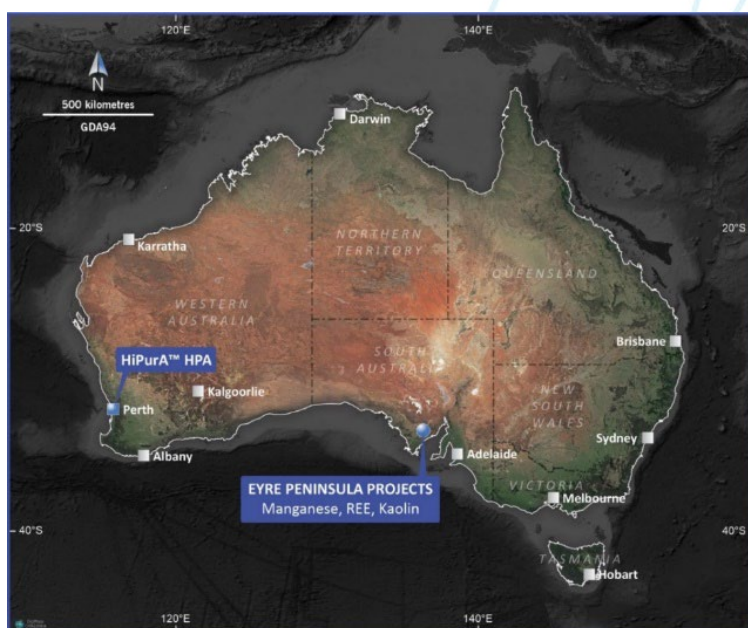 120°E
140°E
N
500 kilometres
GDA94
Darwin
20°S
20°S
Karratha
NORTHERN
TERRITORY
QUEENSLAND
WESTERN
AUSTRALIA
Brisbane
SOUTH
AUSTRALIA
HiPurA™ HPA
Kalgoorlie
Perth
NEW
SOUTH
WALES
Sydney
Albany
Adelaide
EYRE PENINSULA PROJECTS
Manganese, REE, Kaolin
VICTORIA
Melbourne
40°S
40°S
TASMANIA
Hobart
120°E
140°E